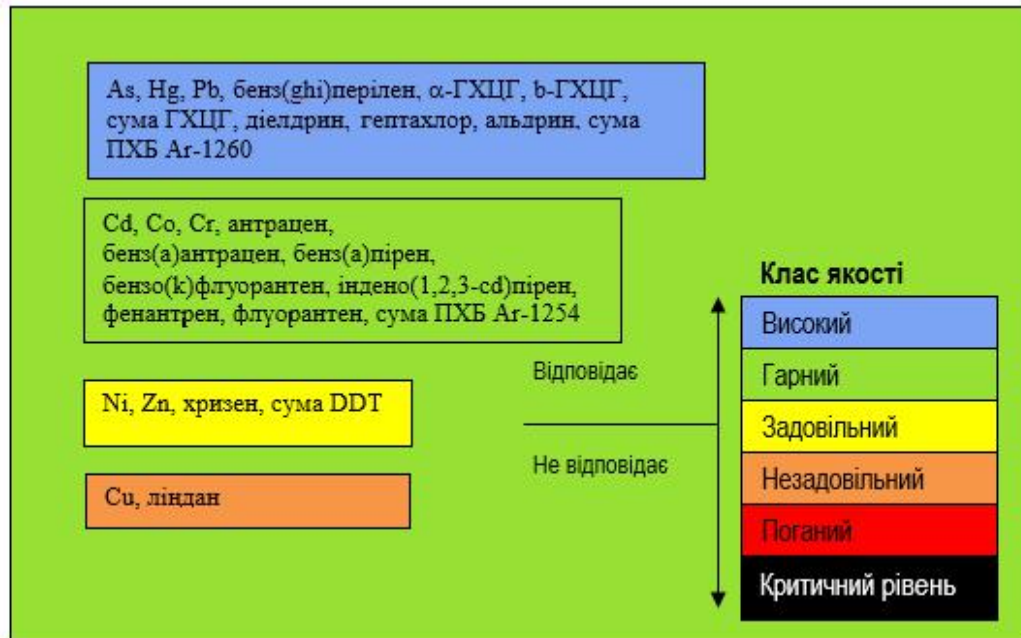 As, Hg, Pb, бенз(ghi)перілен, α-ГХЦГ, b-ГХЦГ,
сума ГХЦГ, діелдрин, гептахлор, альдрин, сума
ПХБ Ar-1260
Cd, Co, Cr, антрацен,
бенз(а)антрацен, бенз(а)пірен,
бензо(k)флуорантен, індено(1,2,3-cd)пірен,
фенантрен, флуорантен, сума ПХБ Ar-1254
Ni, Zn, хризен, сума DDT
Cu, ліндан
Відповідає
Не відповідає
Клас якості
Високий
Гарний
Задовільний
Незадовільний
Поганий
Критичний рівень